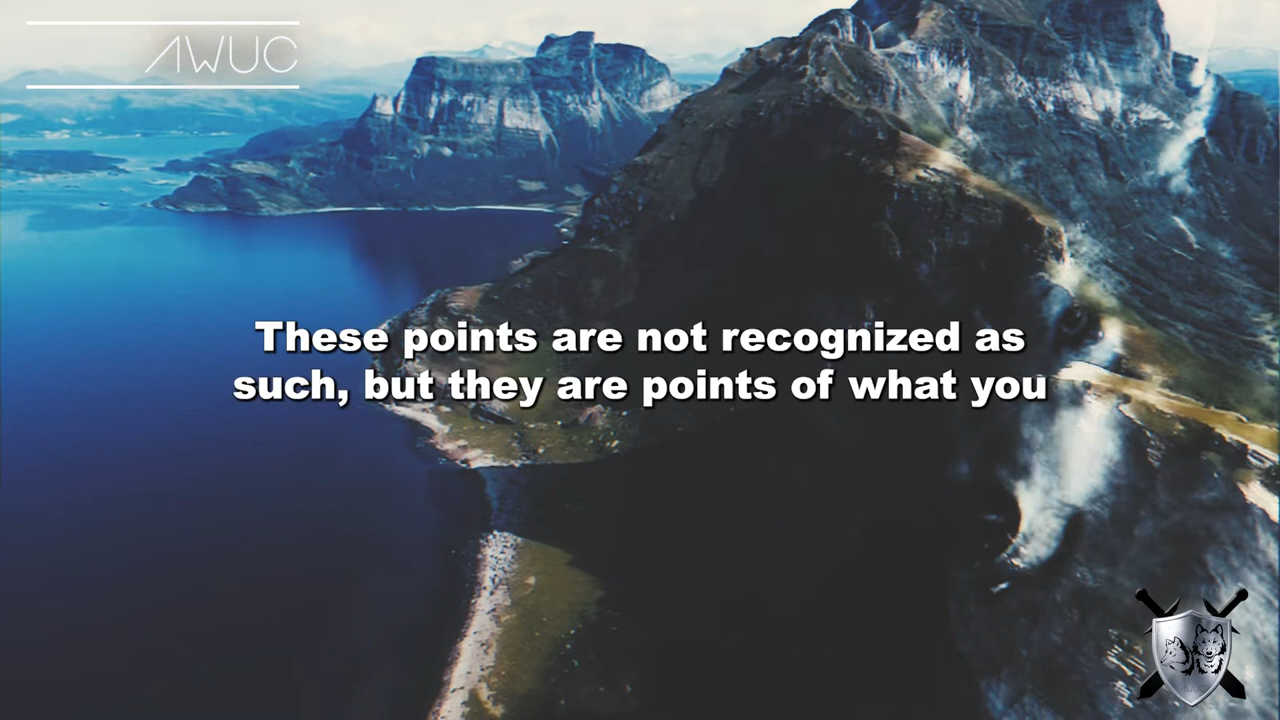 AWUC
These points are not recognized as
such, but they are points of what you